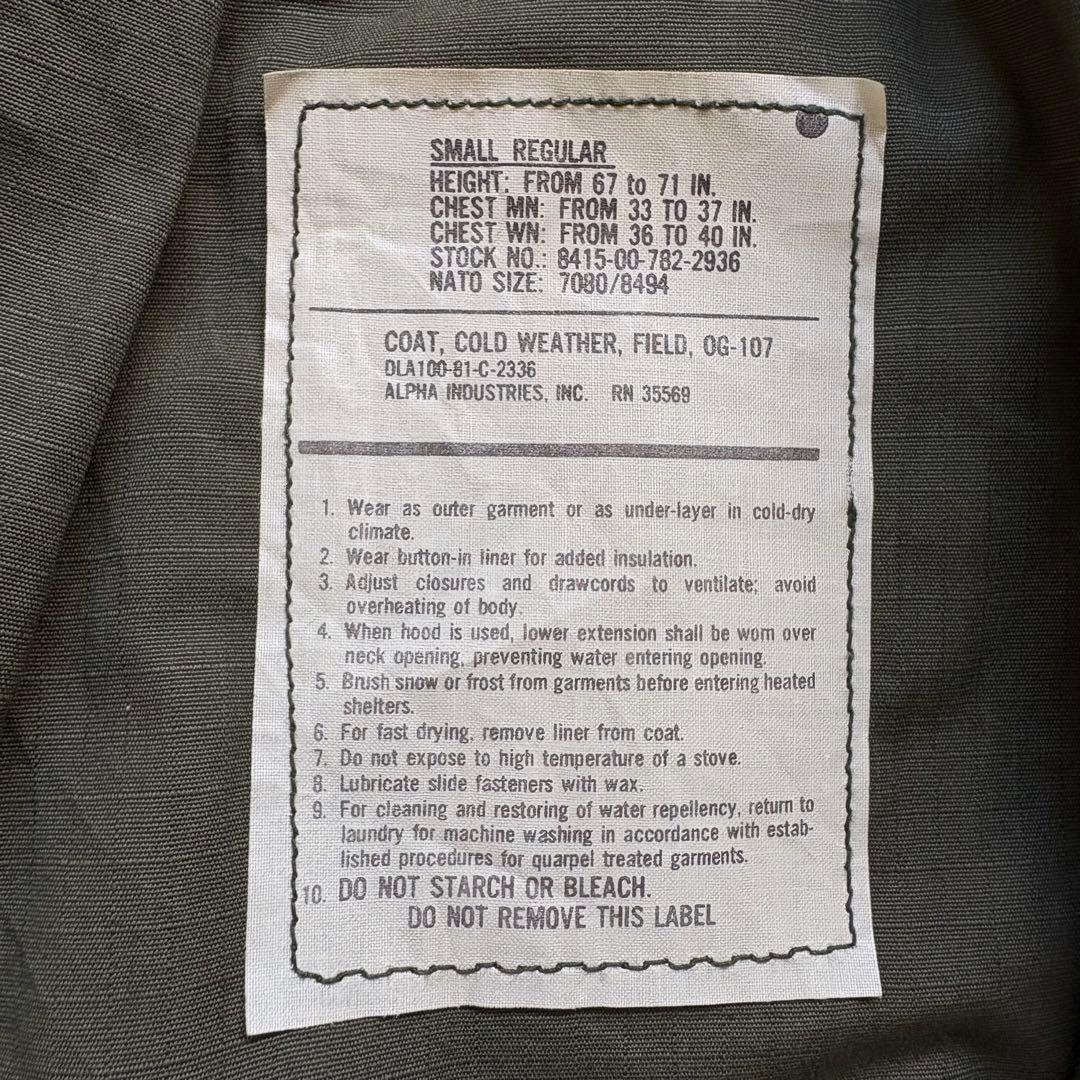 SMALL REGULAR
HEIGHT: FROM 67 to 71 IN.
CHEST MN: FROM 33 TO 37 IN.
CHEST WN: FROM 36 TO 40 IN.
STOCK NO.: 8415-00-782-2936
NATO SIZE: 7080/8494
COAT, COLD WEATHER, FIELD, OG-107
DLA100-81-C-2336
ALPHA INDUSTRIES, INC. RN 35569
1. Wear as outer garment or as under-layer in cold-dry
climate.
2. Wear button-in liner for added insulation.
3. Adjust closures and drawcords to ventilate; avoid
overheating of body.
4. When hood is used, lower extension shall be worn over
neck opening, preventing water entering opening.
5. Brush snow or frost from garments before entering heated
shelters.
6. For fast drying, remove liner from coat.
7. Do not expose to high temperature of a stove.
8. Lubricate slide fasteners with wax.
9. For cleaning and restoring of water repellency, return to
laundry for machine washing in accordance with estab-
lished procedures for quarpel treated garments.
10. DO NOT STARCH OR BLEACH.
DO NOT REMOVE THIS LABEL